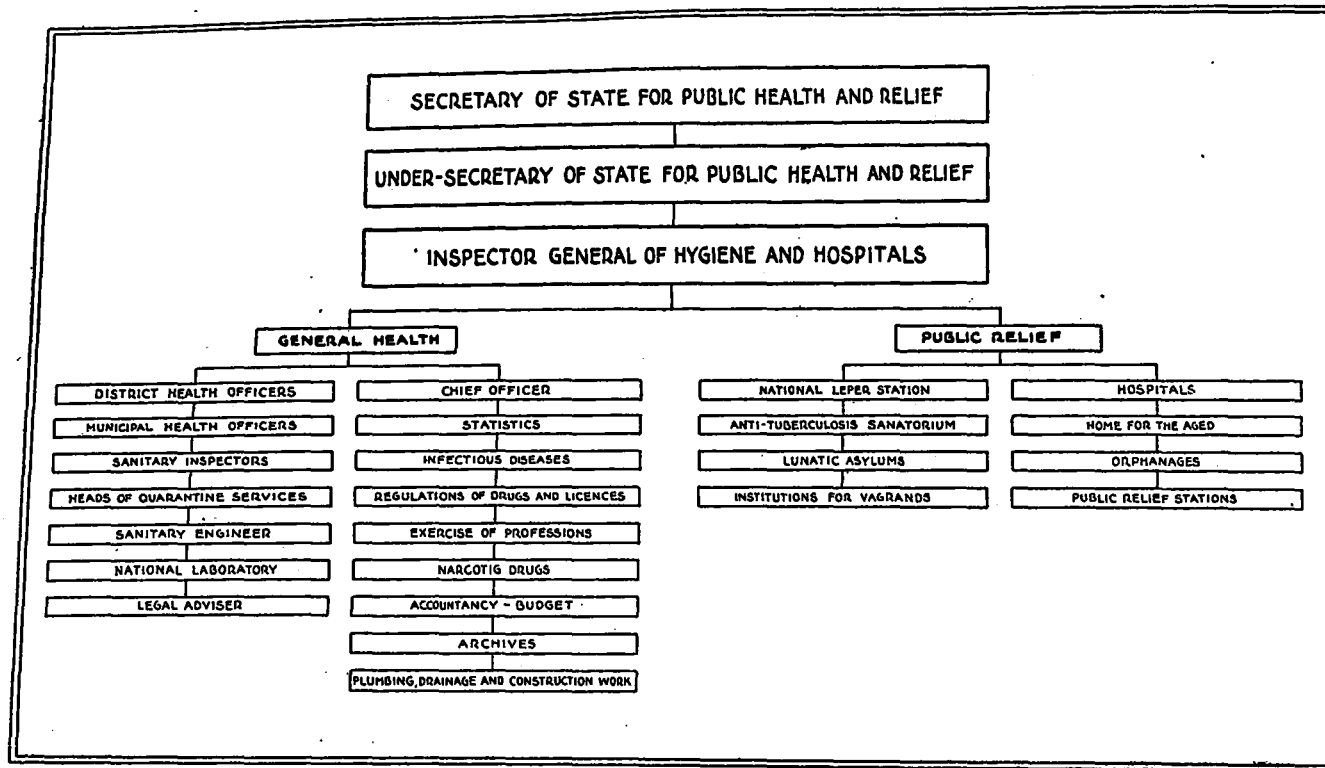 SECRETARY OF STATE FOR PUBLIC HEALTH AND RELIEF
UNDER-SECRETARY OF STATE FOR PUBLIC HEALTH AND RELIEF
INSPECTOR GENERAL OF HYGIENE AND HOSPITALS
GENERAL HEALTH
DISTRICT HEALTH OFFICERS
MUNICIPAL HEALTH OFFICERS
SANITARY INSPECTORS
HEADS OF QUARANTINE SERVICES
SANITARY ENGINEER
NATIONAL LABORATORY
LEGAL ADVISER
CHIEF OFFICER
STATISTICS
INFECTIOUS DISEASES
REGULATIONS OF DRUGS AND LICENCES
EXERCISE OF PROFESSIONS
NARCOTIG DRUGS
ACCOUNTANCY - BUDGET
ARCHIVES
PLUMBING, DRAINAGE AND CONSTRUCTION WORK
PUBLIC RELIEF
NATIONAL LEPER STATION
ANTI-TUBERCULOSIS SANATORIUM
LUNATIC ASYLUMS
INSTITUTIONS FOR VAGRANDS
HOSPITALS
HOME FOR THE AGED
ORPHANAGES
PUBLIC RELIEF STATIONS